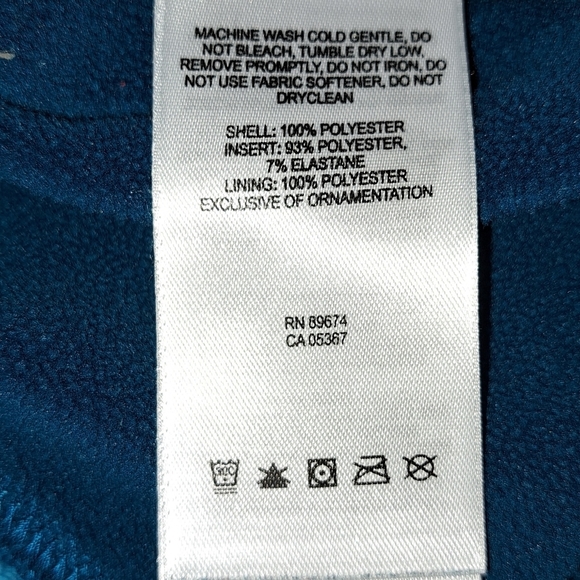 MACHINE WASH COLD GENTLE, DO
NOT BLEACH, TUMBLE DRY LOW,
REMOVE PROMPTLY, DO NOT IRON, DO
NOT USE FABRIC SOFTENER, DO NOT
DRYCLEAN
SHELL: 100% POLYESTER
INSERT: 93% POLYESTER,
7% ELASTANE
LINING: 100% POLYESTER
EXCLUSIVE OF ORNAMENTATION
RN 89674
CA 05367
30C